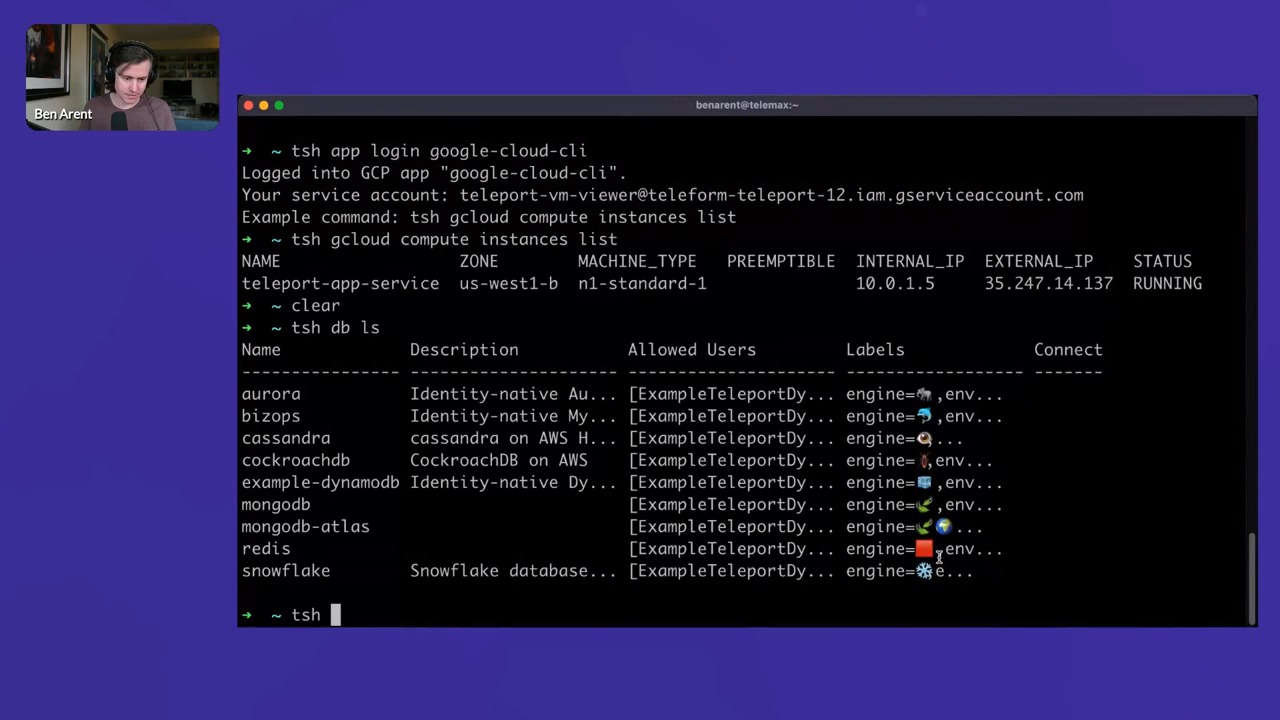 Ben Arent
benarent@telemax:~
➜ ~ tsh app login google-cloud-cli
Logged into GCP app "google-cloud-cli".
Your service account: teleport-vm-viewer@teleform-teleport-12.iam.gserviceaccount.com
Example command: tsh gcloud compute instances list
➜ ~ tsh gcloud compute instances list
NAME ZONE MACHINE_TYPE PREEMPTIBLE INTERNAL_IP EXTERNAL_IP STATUS
teleport-app-service us-west1-b n1-standard-1 10.0.1.5 35.247.14.137 RUNNING
➜ ~ clear
➜ ~ tsh db ls
Name Description Allowed Users Labels Connect
---------------- --------------------- --------------------- ------------------ -------
aurora Identity-native Au... [ExampleTeleportDy... engine=🐘,env...
bizops Identity-native My... [ExampleTeleportDy... engine=🐬,env...
cassandra cassandra on AWS H... [ExampleTeleportDy... engine=👁️,...
cockroachdb CockroachDB on AWS [ExampleTeleportDy... engine=🪳,env...
example-dynamodb Identity-native Dy... [ExampleTeleportDy... engine=🧊,env...
mongodb [ExampleTeleportDy... engine=🌿,env...
mongodb-atlas [ExampleTeleportDy... engine=🌿🌍...
redis [ExampleTeleportDy... engine=🟥,env...
snowflake Snowflake database... [ExampleTeleportDy... engine=❄️e...
➜ ~ tsh